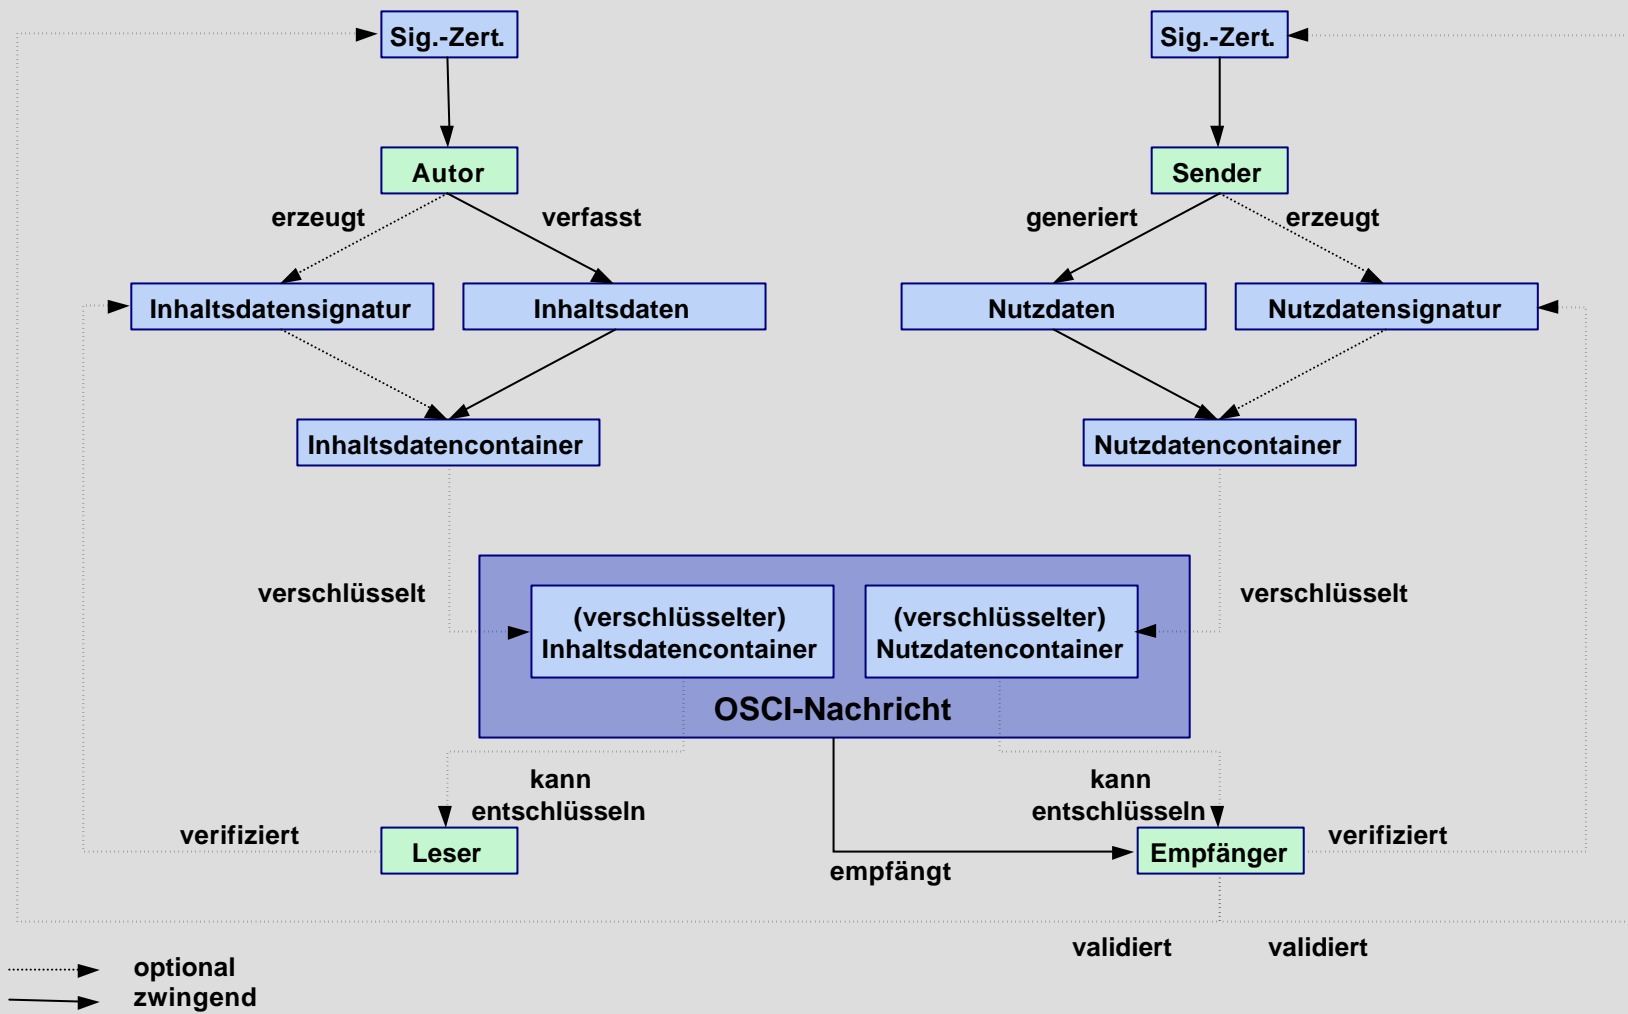 Sig.-Zert.
Sig.-Zert.
Autor
Sender
erzeugt
verfasst
generiert
erzeugt
Inhaltsdatensignatur
Inhaltsdaten
Nutzdaten
Nutzdatensignatur
Inhaltsdatencontainer
Nutzdatencontainer
verschlüsselt
(verschlüsselter)
Inhaltsdatencontainer
(verschlüsselter)
Nutzdatencontainer
verschlüsselt
OSCI-Nachricht
kann
entschlüsseln
kann
entschlüsseln
verifiziert
Leser
empfängt
Empfänger
verifiziert
validiert
validiert
optional
zwingend